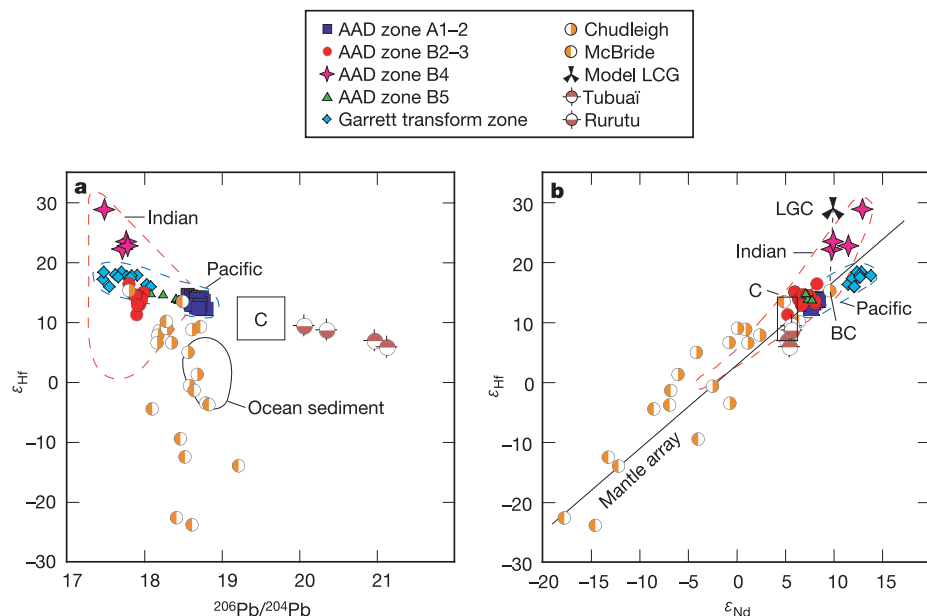 AAD zone A1–2
AAD zone B2–3
AAD zone B4
AAD zone B5
Garrett transform zone
Chudleigh
McBride
Model LCG
Tubuaï
Rurutu
a
30
20
10
0
−10
−20
−30
εHf
Indian
Pacific
C
Ocean sediment
17 18 19 20 21
206Pb/204Pb
b
30
20
10
0
−10
−20
−30
εHf
LGC
Indian
C
Pacific
BC
Mantle array
−20 −15 −10 −5 0 5 10 15
εNd